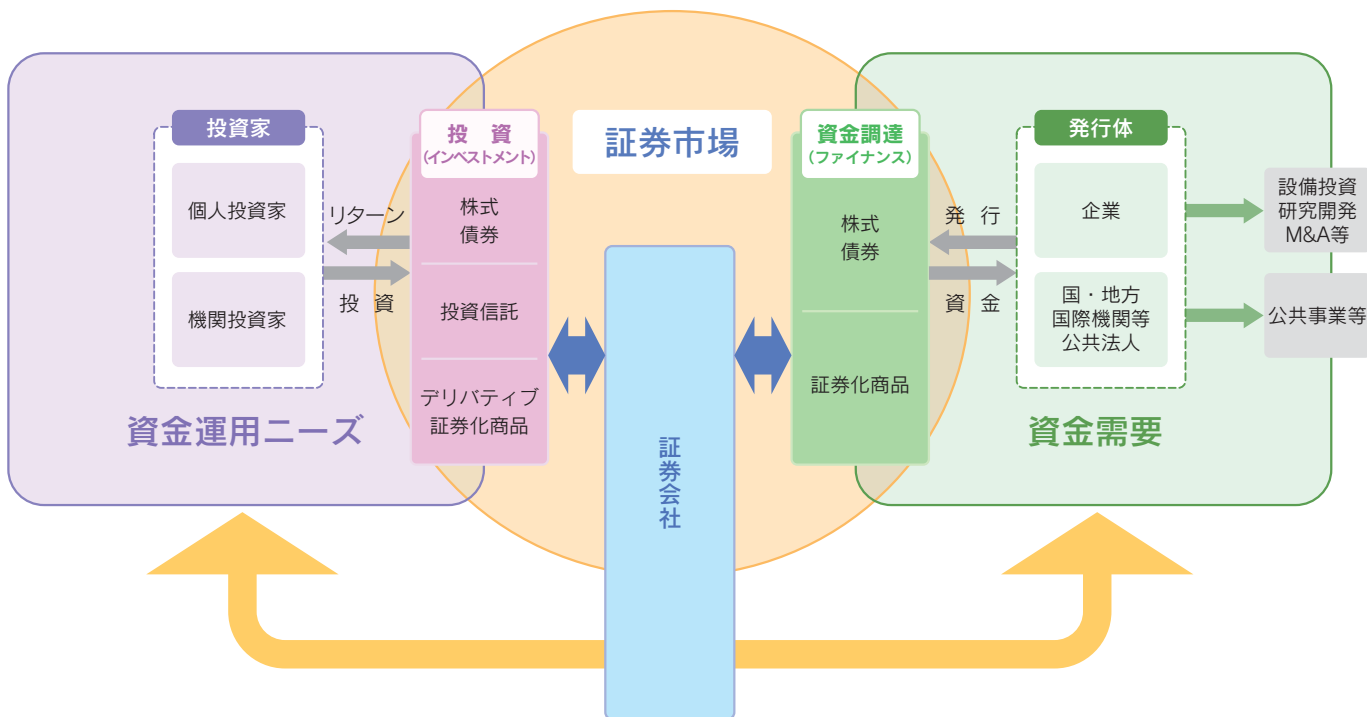 投資家
個人投資家
機関投資家
資金運用ニーズ
リターン
投 資
投 資
(インベストメント)
株式
債券
投資信託
デリバティブ
証券化商品
証券市場
証券会社
資金調達
(ファイナンス)
株式
債券
証券化商品
発 行
資 金
発行体
企業
国・地方
国際機関等
公共法人
資金需要
設備投資
研究開発
M&A等
公共事業等